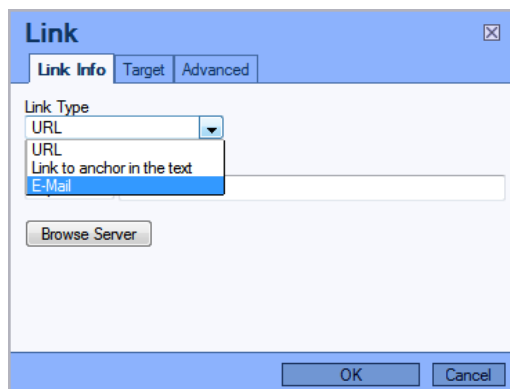 Link
Link Info Target Advanced
Link Type
URL
URL
Link to anchor in the text
E-Mail
Browse Server
OK Cancel